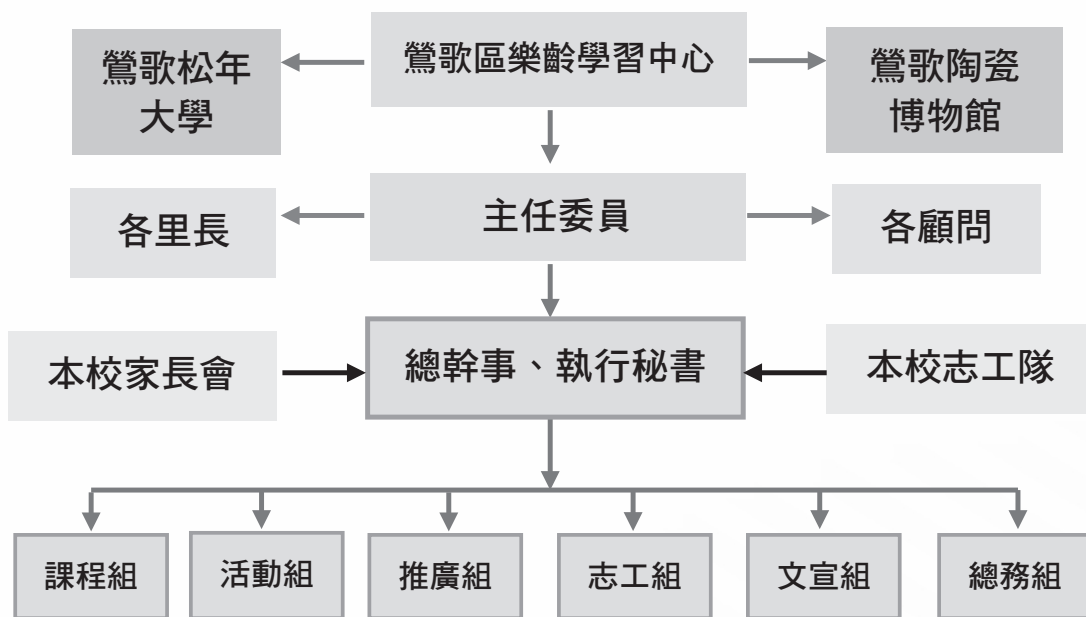 鶯歌松年
大學
鶯歌區樂齡學習中心
鶯歌陶瓷
博物館
各里長
主任委員
各顧問
本校家長會
總幹事、執行秘書
本校志工隊
課程組
活動組
推廣組
志工組
文宣組
總務組